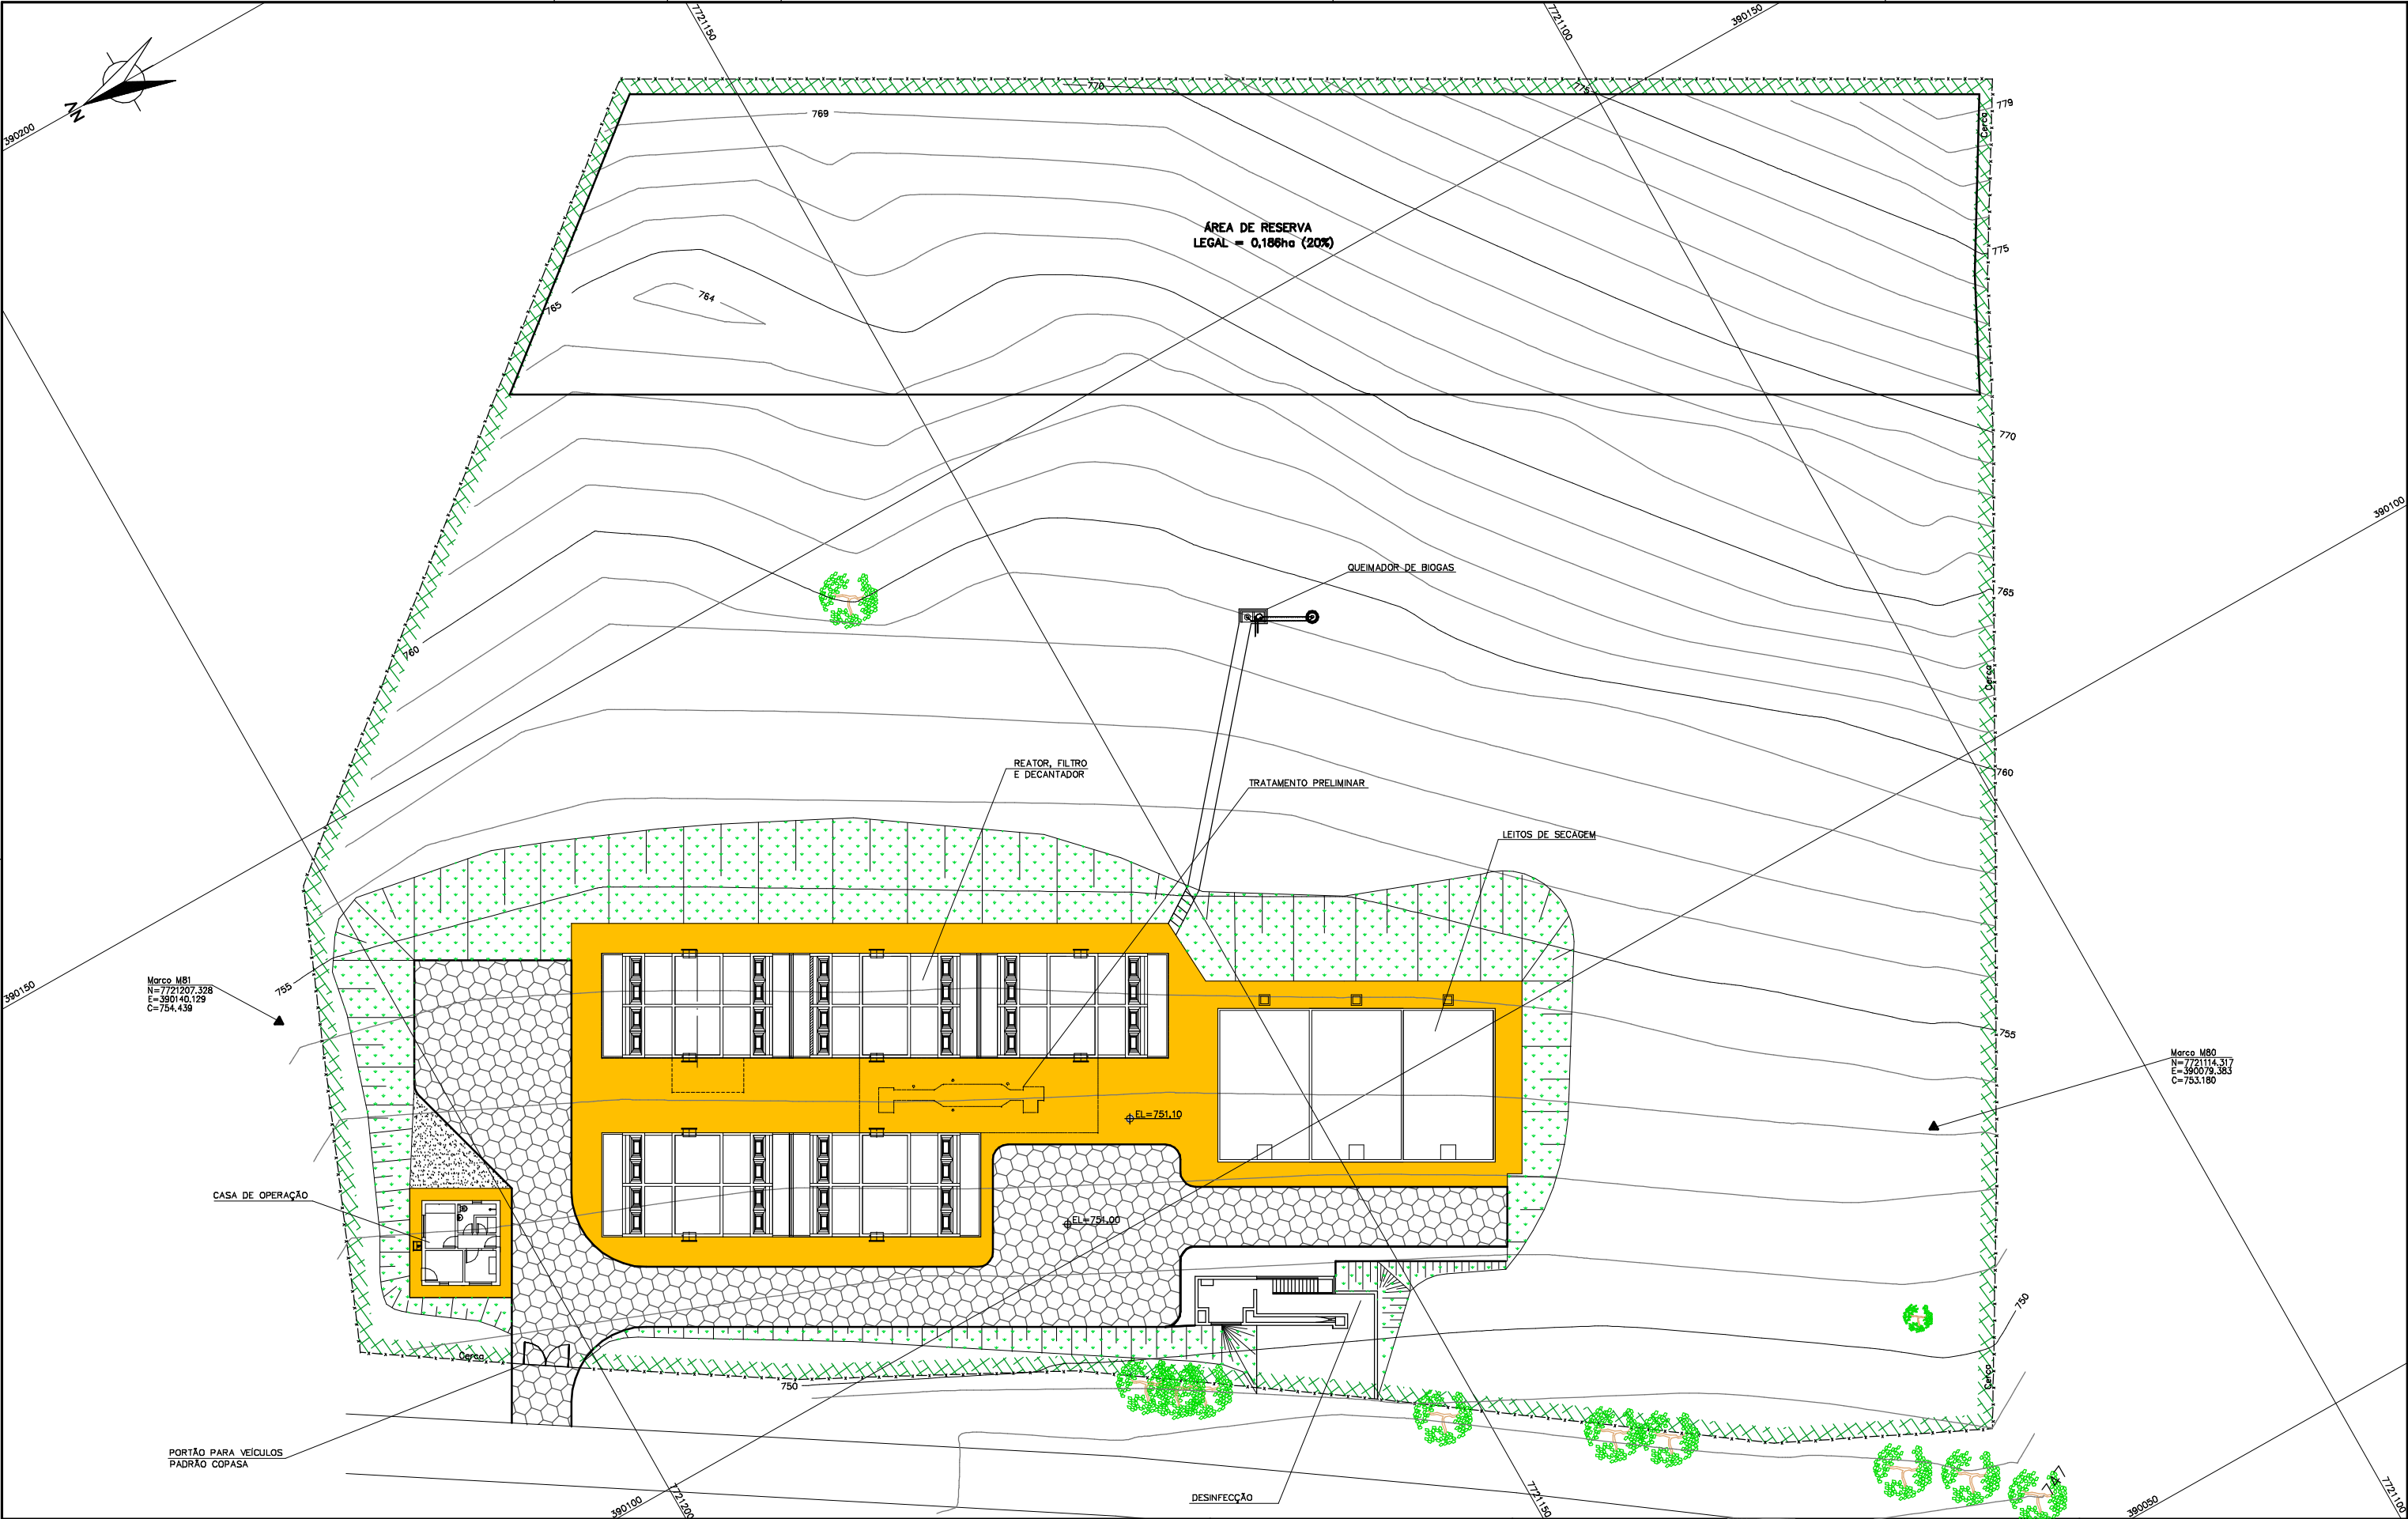 7721150
7721100
390150
N
390200
770
775
779
Cerca
769
ÁREA DE RESERVA
LEGAL = 0,186ha (20%)
775
764
765
770
390100
QUEIMADOR DE BIOGAS
765
760
Cerca
REATOR, FILTRO
E DECANTADOR
760
TRATAMENTO PRELIMINAR
LEITOS DE SECAGEM
Marco M81
N=7721207.328
E=390140.129
C=754.439
755
390150
755
Marco M80
N=7721114.317
E=390079.383
C=753.180
EL=751,10
CASA DE OPERAÇÃO
EL=751,00
750
Cerca
Cerca
750
PORTÃO PARA VEÍCULOS
PADRÃO COPASA
747
DESINFECÇÃO
390100
7721200
7721150
390050
7721100